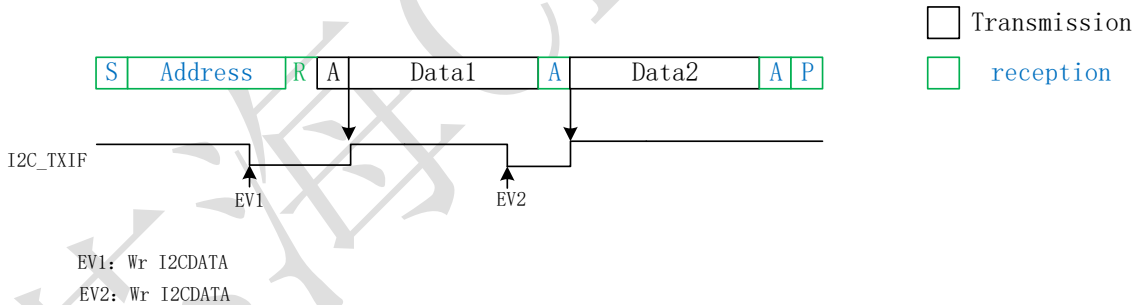 Transmission
S Address R A Data1 A Data2 A P
reception
I2C_TXIF
EV1
EV2
EV1: Wr I2CDATA
EV2: Wr I2CDATA